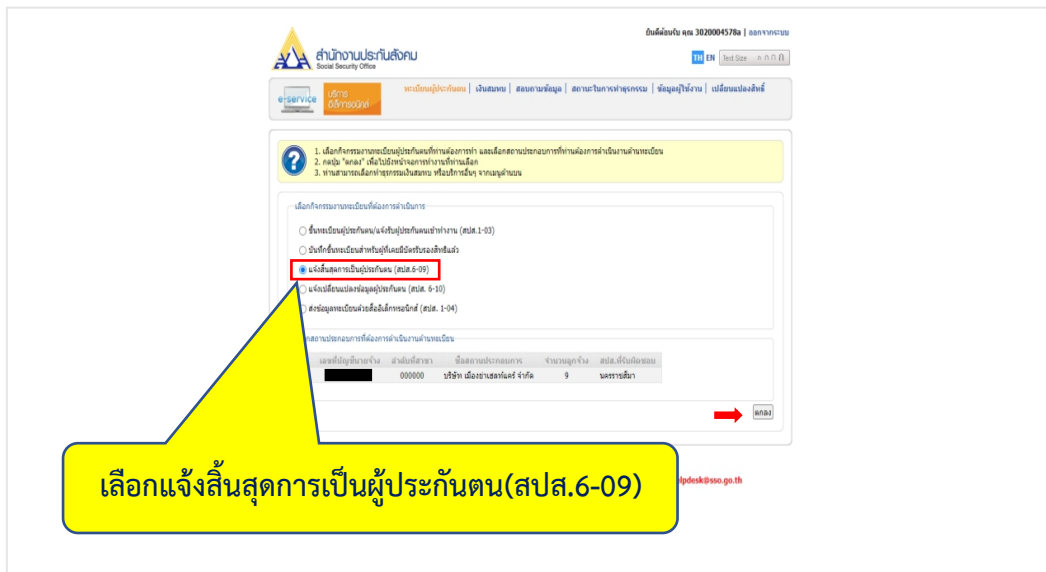 ยินดีต้อนรับ คุณ 3020004578a | ออกจากระบบ
สำนักงานประกันสังคม
Social Security Office
TH EN Text Size ก ก ก ก
e-service บริการ อิเล็กทรอนิกส์
ทะเบียนผู้ประกันตน | เงินสมทบ | สอบถามข้อมูล | สถานะในการทำธุรกรรม | ข้อมูลผู้ใช้งาน | เปลี่ยนแปลงสิทธิ์
1. เลือกกิจกรรมงานทะเบียนผู้ประกันตนที่ท่านต้องการทำ และเลือกสถานประกอบการที่ท่านต้องการดำเนินงานด้านทะเบียน
2. กดปุ่ม "ตกลง" เพื่อไปยังหน้าจอการทำงานที่ท่านเลือก
3. ท่านสามารถเลือกทำธุรกรรมเงินสมทบ หรือบริการอื่นๆ จากเมนูด้านบน
เลือกกิจกรรมงานทะเบียนที่ต้องการดำเนินการ
ขึ้นทะเบียนผู้ประกันตน/แจ้งรับผู้ประกันตนเข้าทำงาน (สปส.1-03)
บันทึกขึ้นทะเบียนสำหรับผู้ที่เคยมีบัตรรับรองสิทธิแล้ว
แจ้งสิ้นสุดการเป็นผู้ประกันตน (สปส.6-09)
แจ้งเปลี่ยนแปลงข้อมูลผู้ประกันตน (สปส. 6-10)
ส่งข้อมูลทะเบียนด้วยสื่ออิเล็กทรอนิกส์ (สปส. 1-04)
กสถานประกอบการที่ต้องการดำเนินงานด้านทะเบียน
เลขที่บัญชีนายจ้าง ลำดับที่สาขา ชื่อสถานประกอบการ จำนวนลูกจ้าง สปส.ที่รับผิดชอบ
000000 บริษัท เมืองย่าเฮลท์แคร์ จำกัด 9 นครราชสีมา
ตกลง
lpdesk@sso.go.th
เลือกแจ้งสิ้นสุดการเป็นผู้ประกันตน(สปส.6-09)